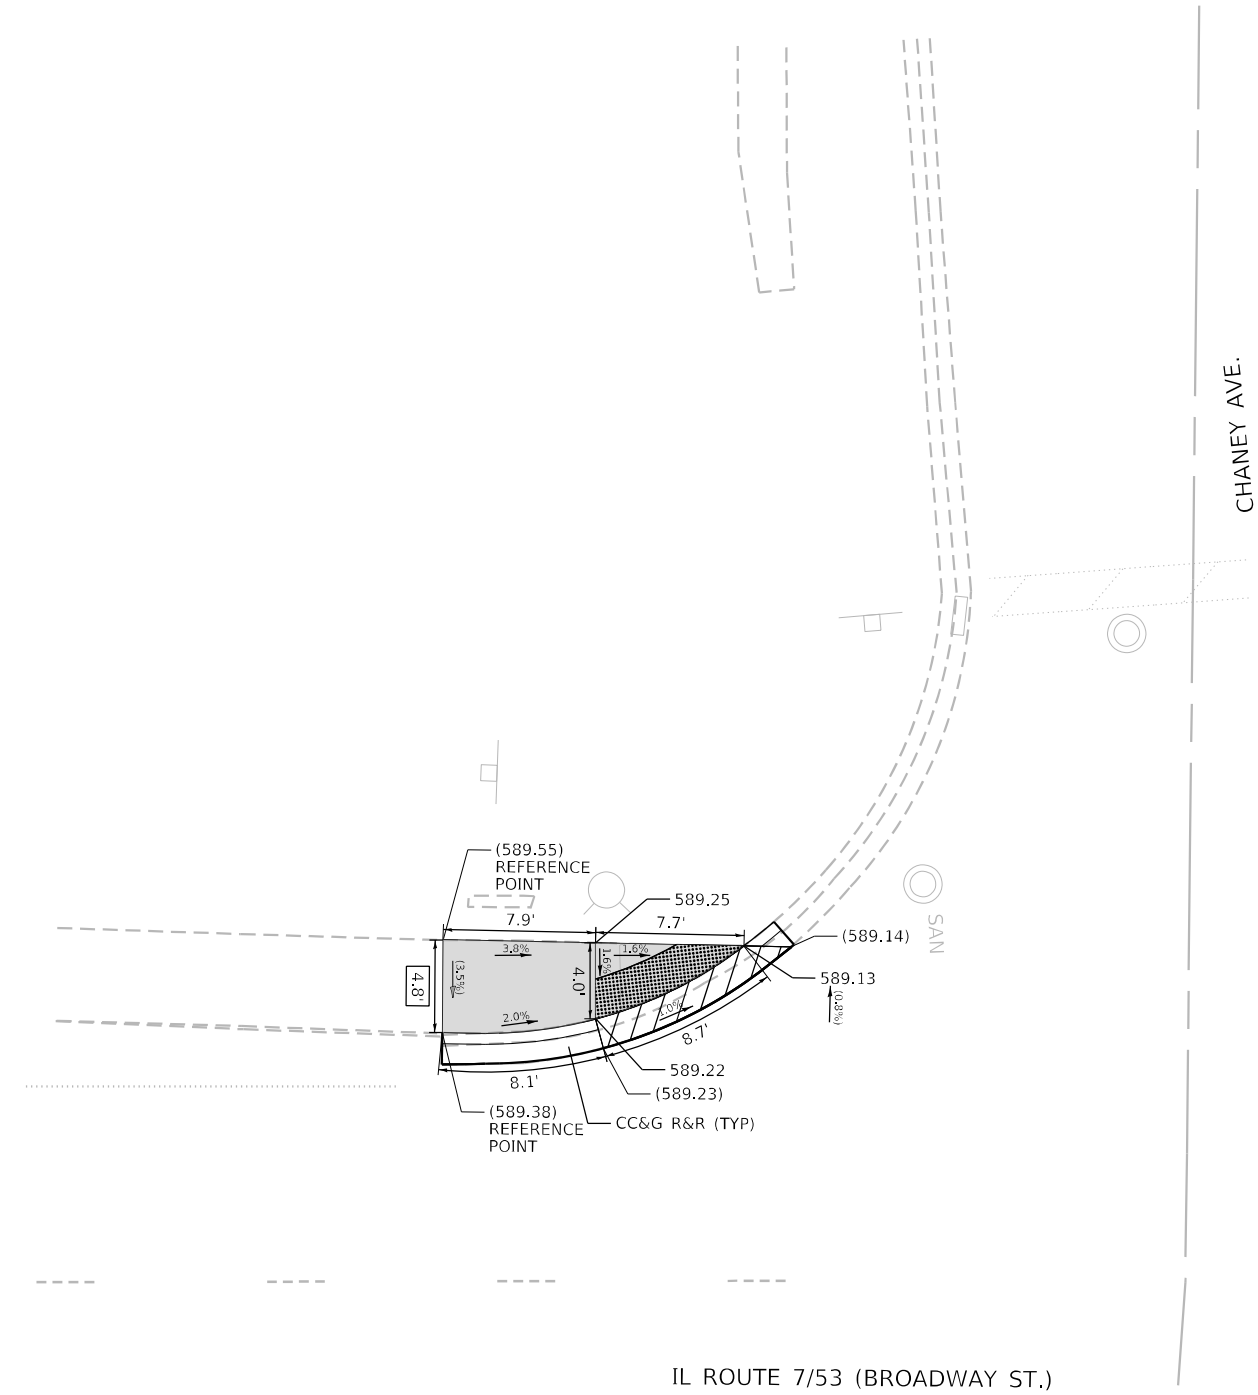 CHANEY AVE.
(589.55)
REFERENCE
POINT
589.25
7.9'
7.7'
SAN
(589.14)
3.8%
1.6%
1.6%
4.8'
(3.5%)
4.0'
589.13
(0.8%)
2.0%
1.0%
8.7'
589.22
8.1'
(589.23)
(589.38)
REFERENCE
POINT
CC&G R&R (TYP)
IL ROUTE 7/53 (BROADWAY ST.)